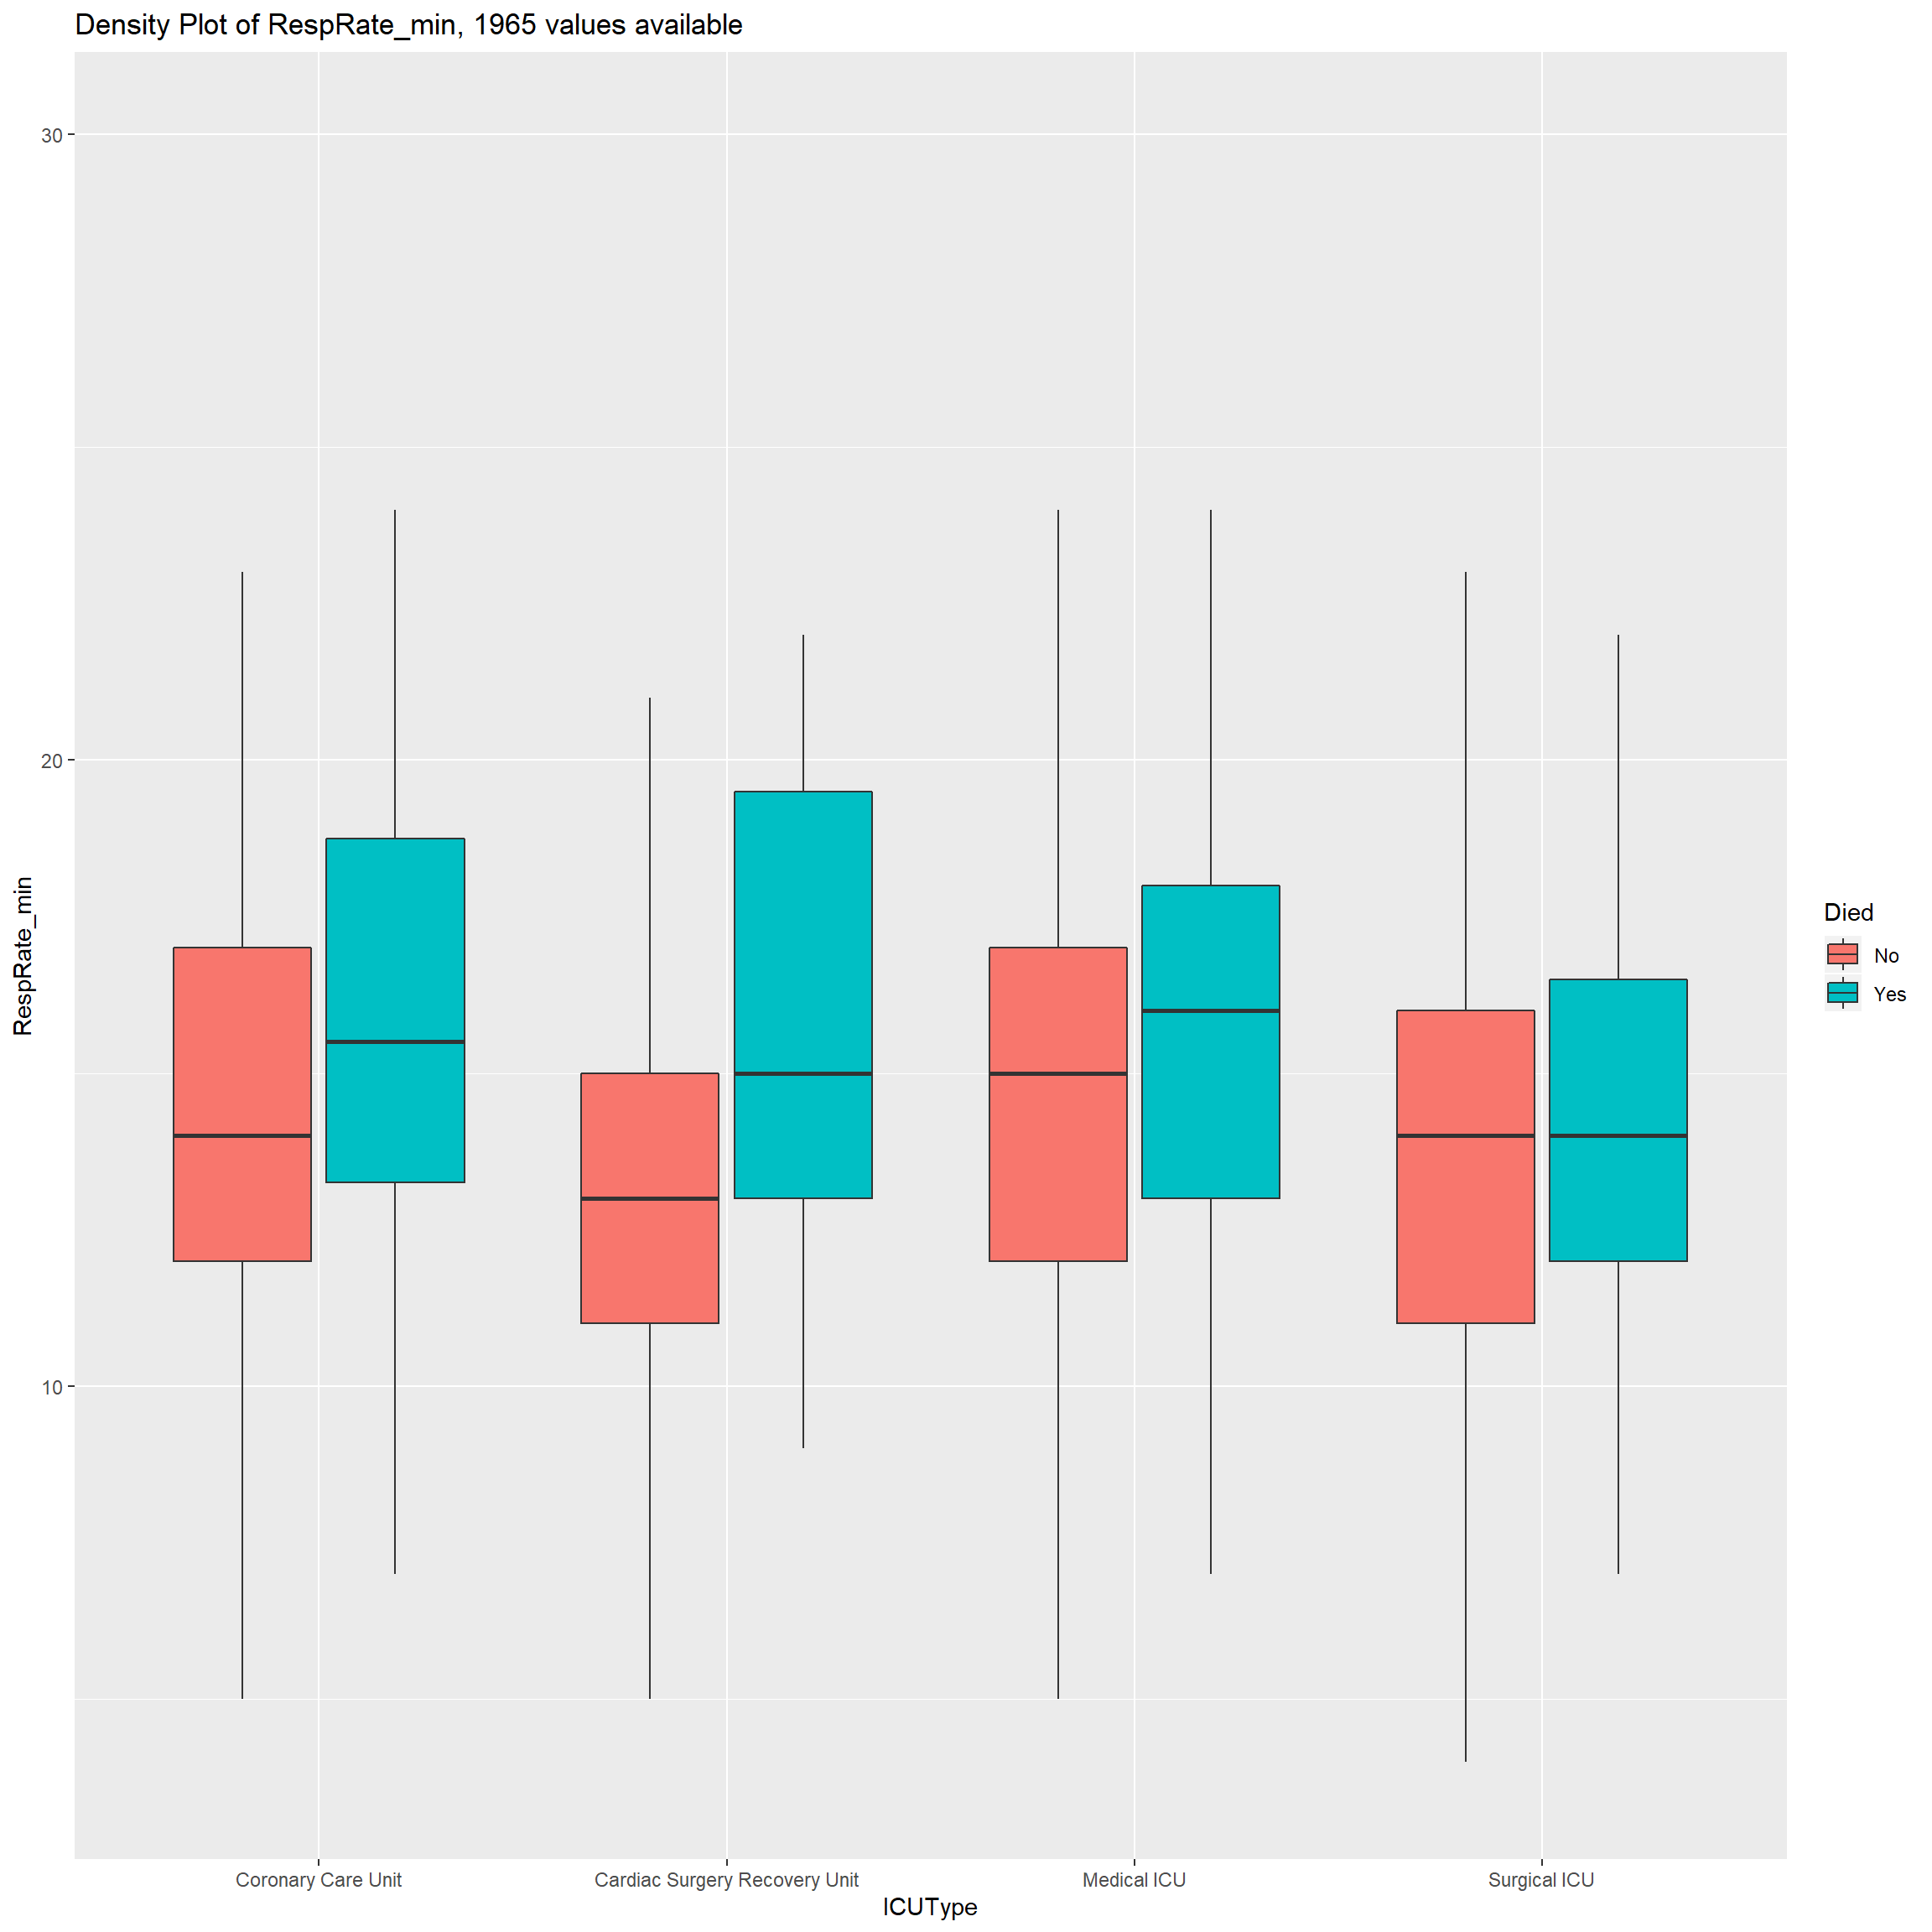 Density Plot of RespRate_min, 1965 values available
30
20
10
RespRate_min
Coronary Care Unit
Cardiac Surgery Recovery Unit
Medical ICU
Surgical ICU
ICUType
Died
No
Yes